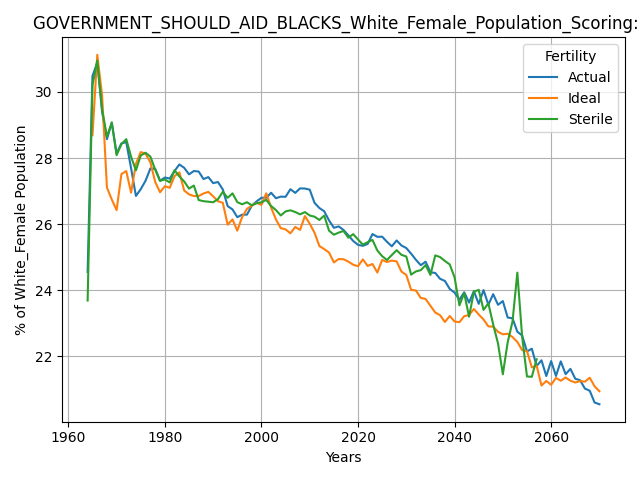 GOVERNMENT_SHOULD_AID_BLACKS_White_Female_Population_Scoring:
Fertility
Actual
Ideal
Sterile
% of White_Female Population
30
28
26
24
22
1960
1980
2000
2020
2040
2060
Years